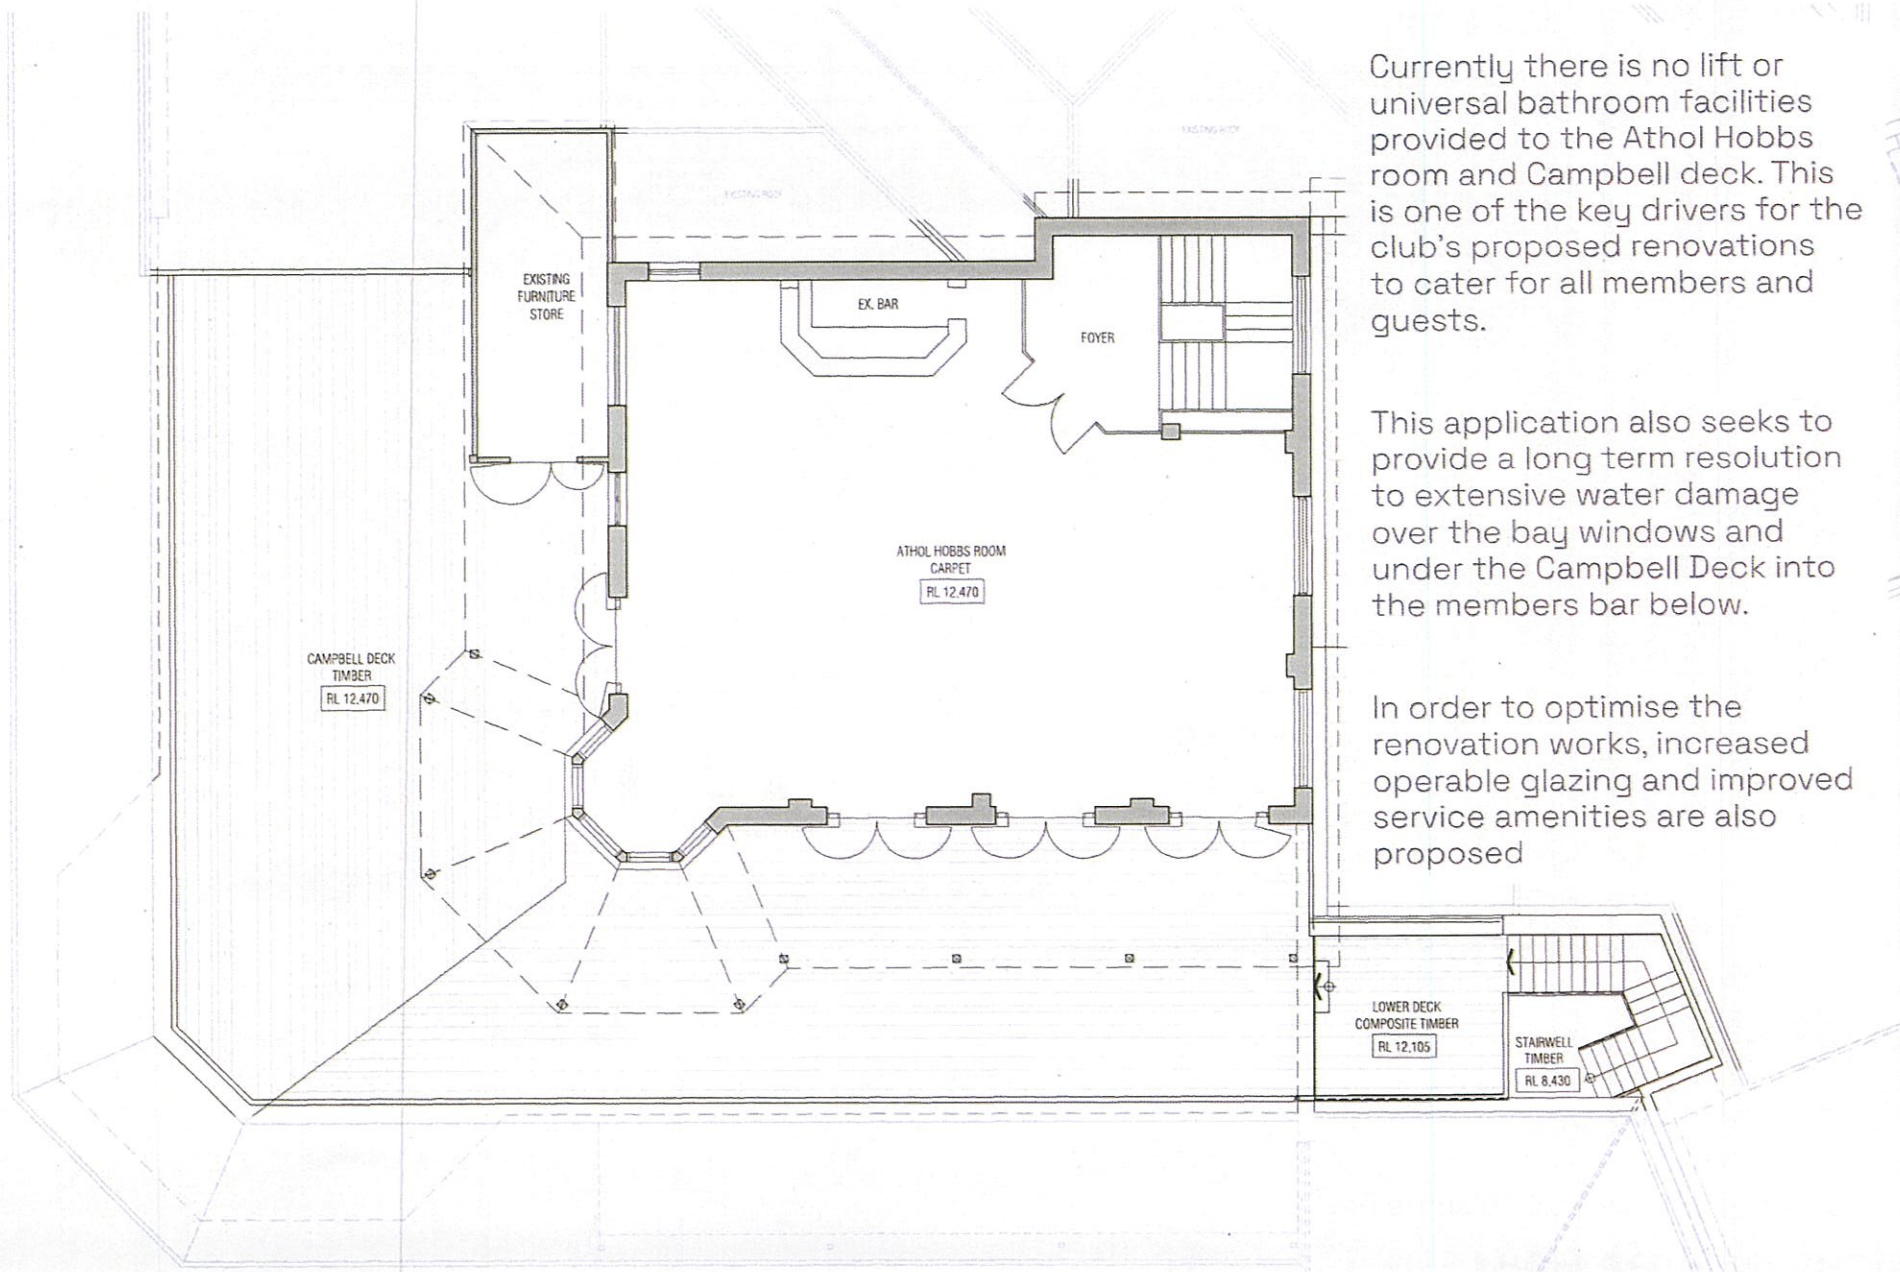 EXISTING ROOF
EXISTING ROOF
EXISTING
FURNITURE
STORE
EX. BAR
FOYER
ATHOL HOBBS ROOM
CARPET
RL 12.470
CAMPBELL DECK
TIMBER
RL 12.470
LOWER DECK
COMPOSITE TIMBER
RL 12.105
STAIRWELL
TIMBER
RL 8.430
Currently there is no lift or
universal bathroom facilities
provided to the Athol Hobbs
room and Campbell deck. This
is one of the key drivers for the
club's proposed renovations
to cater for all members and
guests.
This application also seeks to
provide a long term resolution
to extensive water damage
over the bay windows and
under the Campbell Deck into
the members bar below.
In order to optimise the
renovation works, increased
operable glazing and improved
service amenities are also
proposed